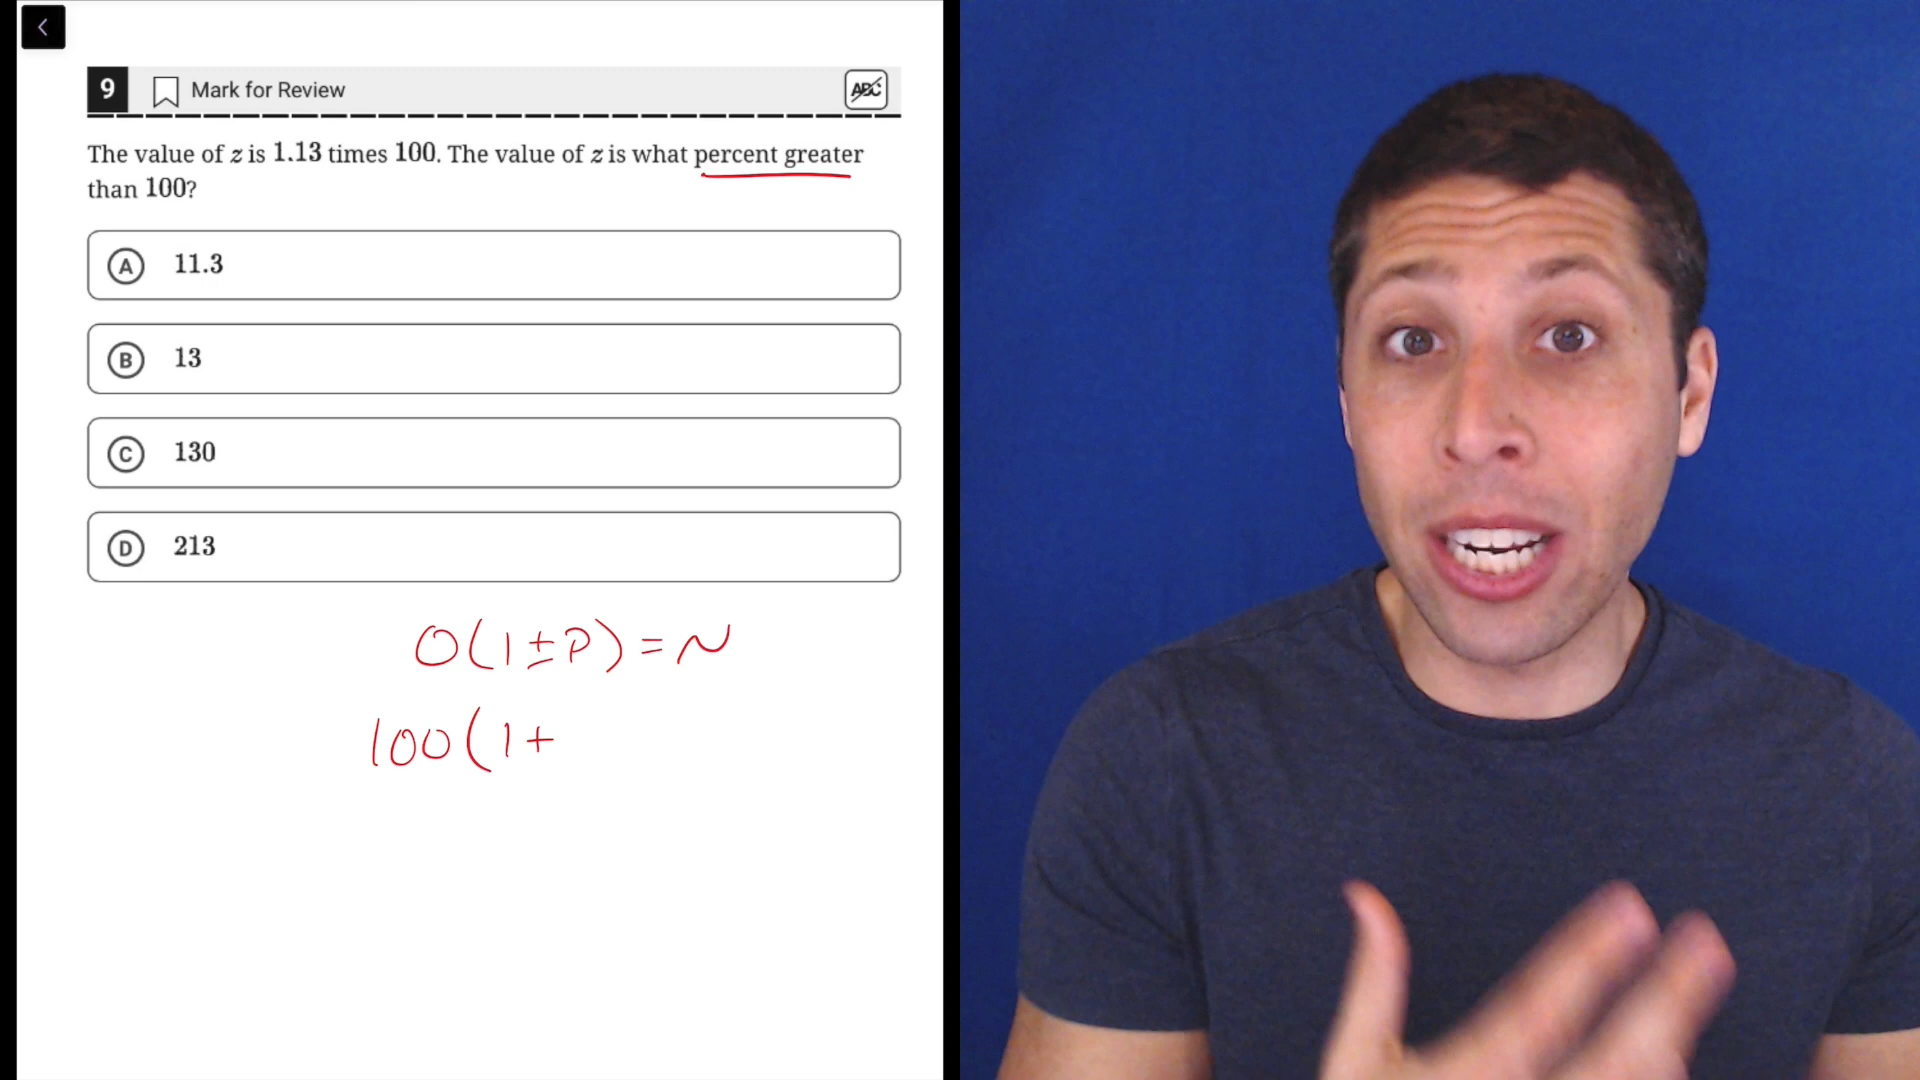 9 Mark for Review ABC
The value of z is 1.13 times 100. The value of z is what percent greater
than 100?
A 11.3
B 13
C 130
D 213
O(1±P)=N
100(1+